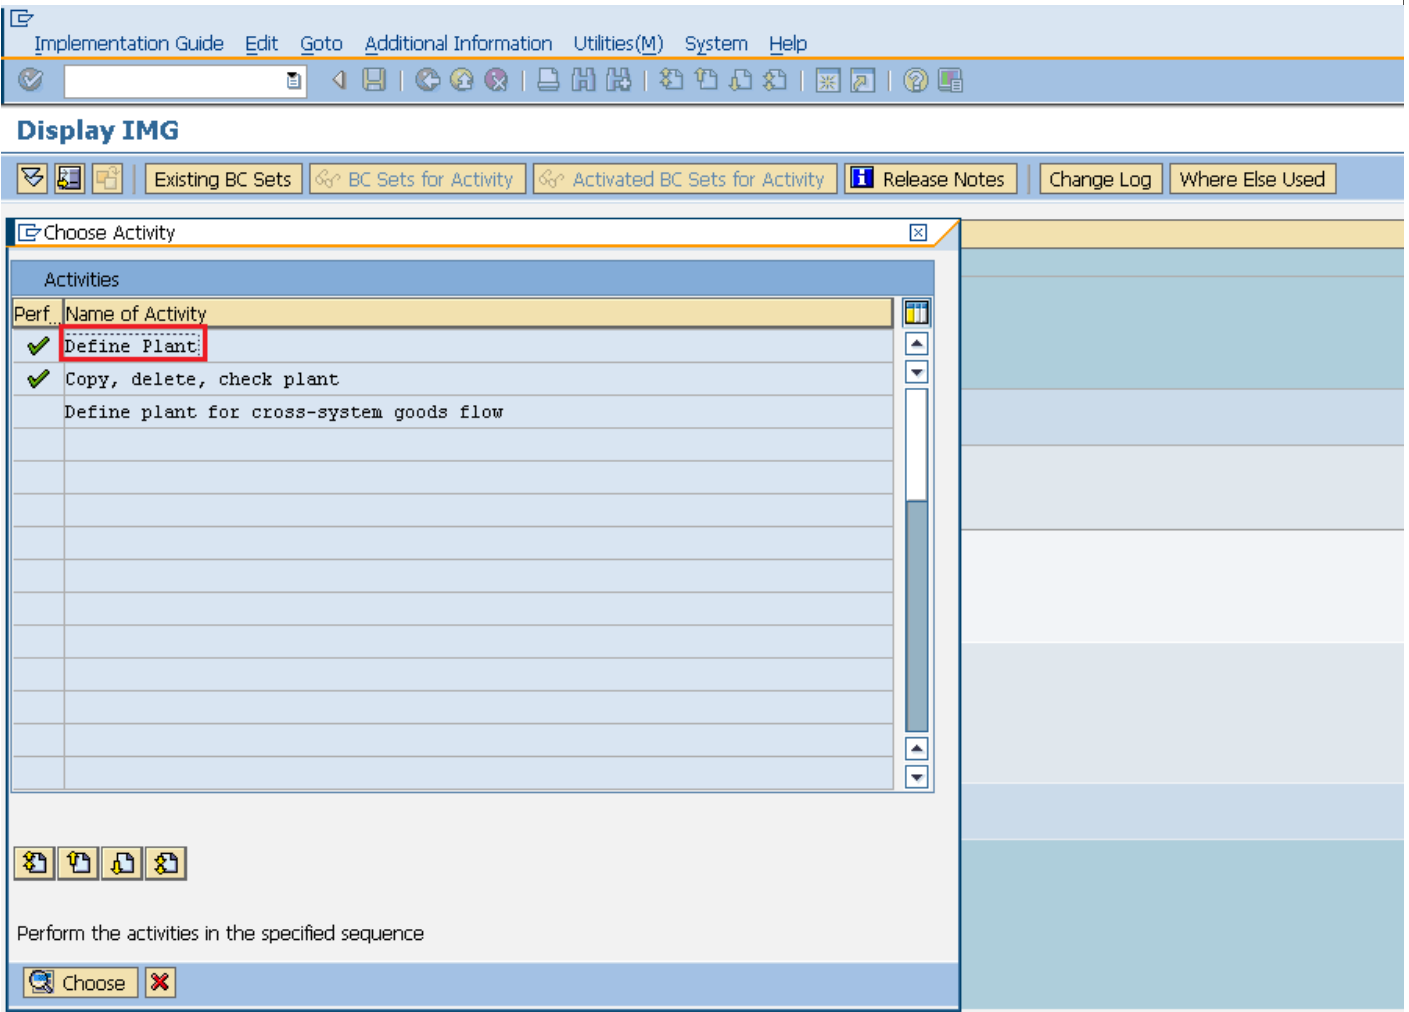 Implementation Guide Edit Goto Additional Information Utilities(M) System Help
Display IMG
Existing BC Sets BC Sets for Activity Activated BC Sets for Activity Release Notes Change Log Where Else Used
Choose Activity
Activities
Perf.. Name of Activity
Define Plant
Copy, delete, check plant
Define plant for cross-system goods flow
Perform the activities in the specified sequence
Choose